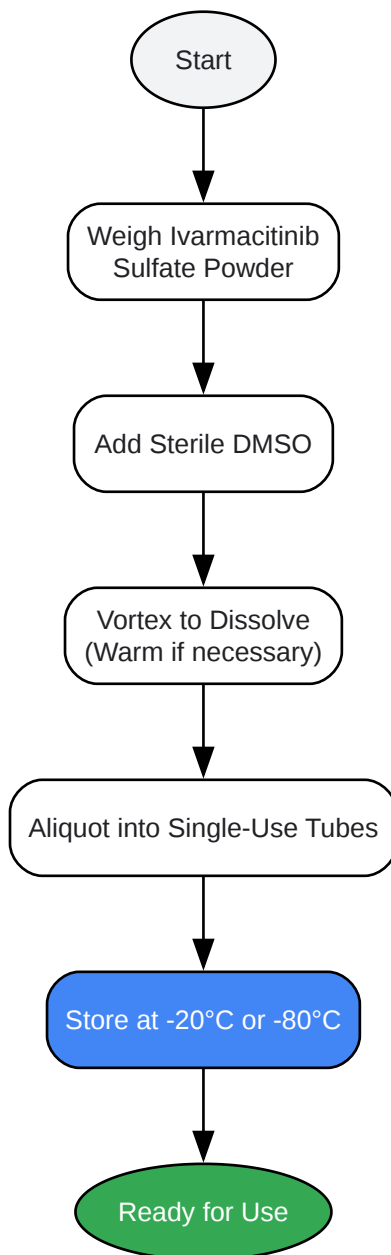 Start
Weigh Ivarmacitinib
Sulfate Powder
Add Sterile DMSO
Vortex to Dissolve
(Warm if necessary)
Aliquot into Single-Use Tubes
Store at -20°C or -80°C
Ready for Use